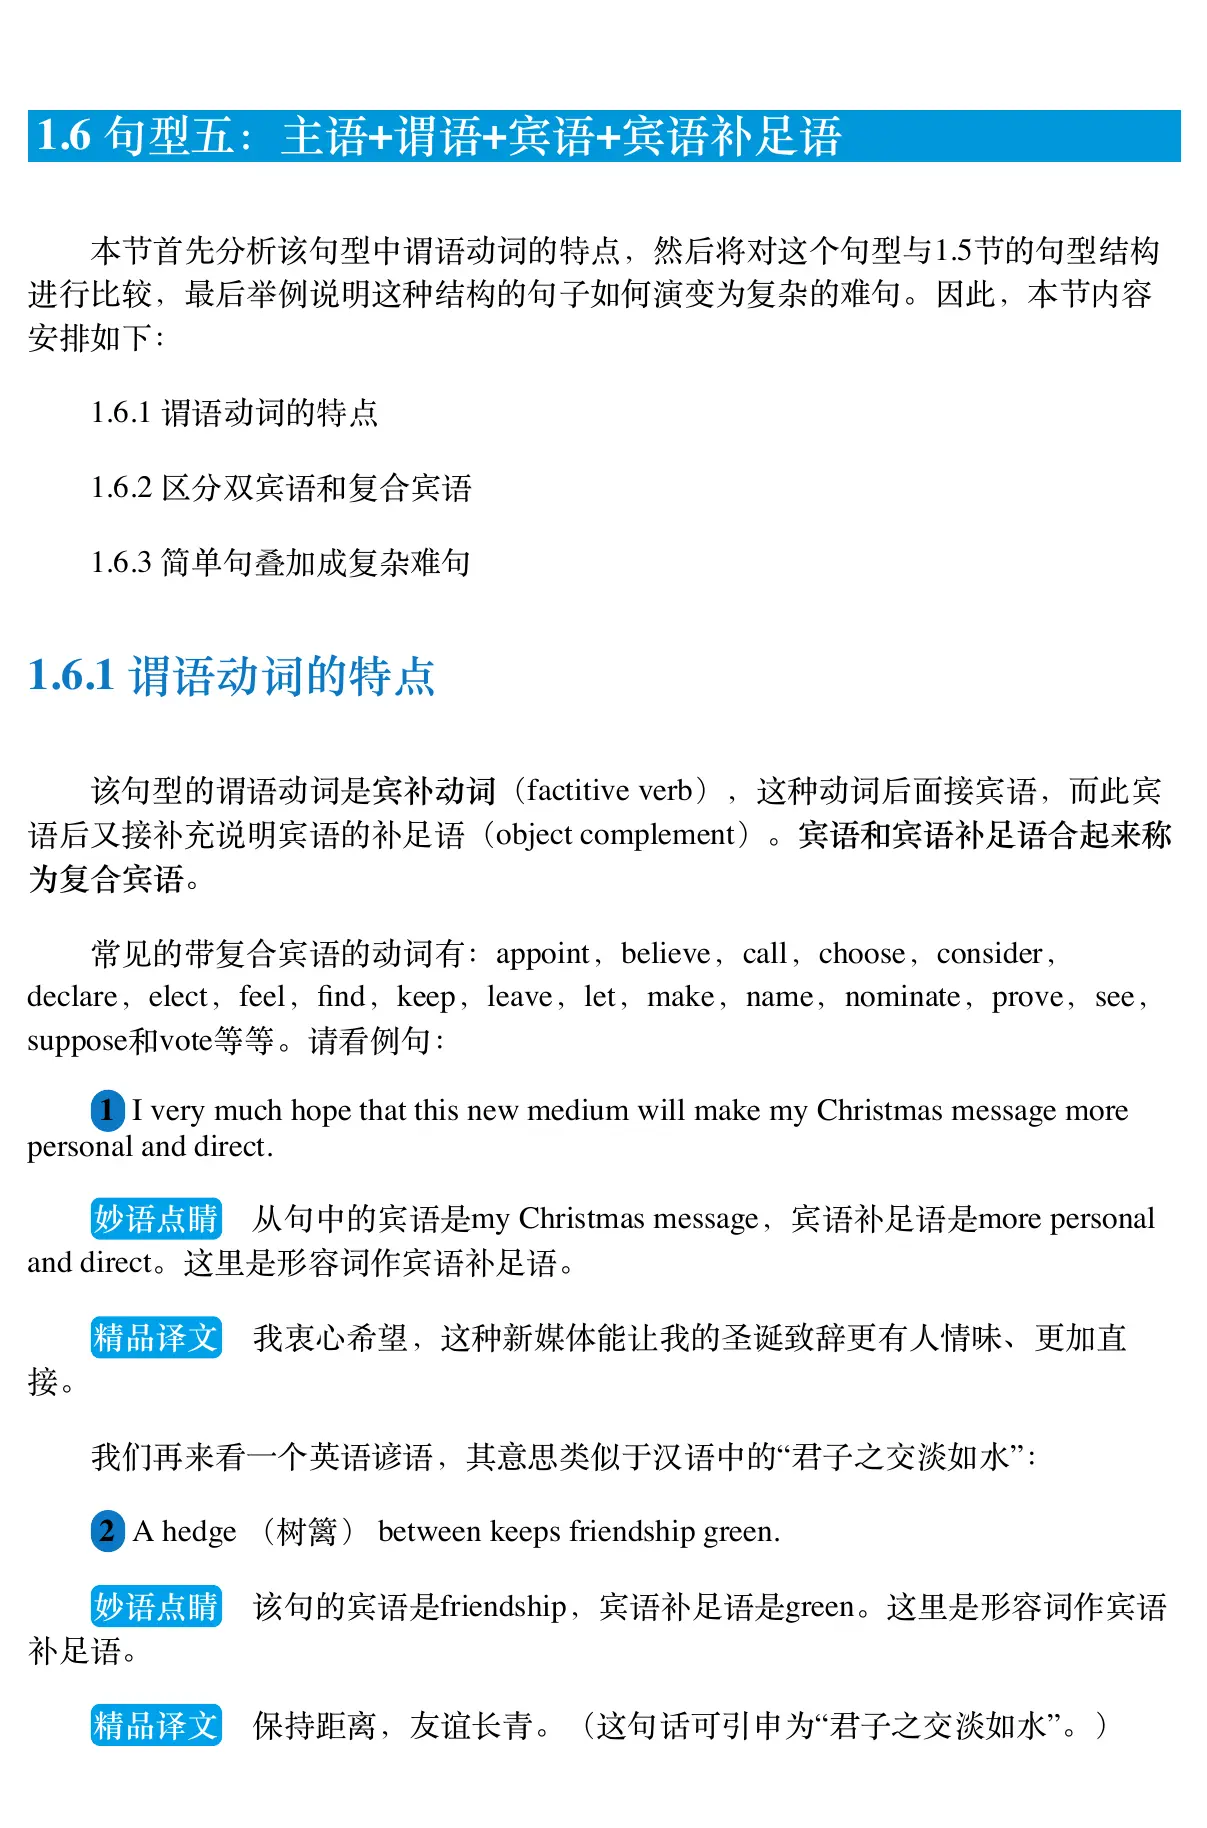 1.6 句型五：主语+谓语+宾语+宾语补足语
本节首先分析该句型中谓语动词的特点，然后将对这个句型与1.5节的句型结构
进行比较，最后举例说明这种结构的句子如何演变为复杂的难句。因此，本节内容
安排如下：
1.6.1 谓语动词的特点
1.6.2 区分双宾语和复合宾语
1.6.3 简单句叠加成复杂难句
1.6.1 谓语动词的特点
该句型的谓语动词是宾补动词（factitive verb），这种动词后面接宾语，而此宾
语后又接补充说明宾语的补足语（object complement）。宾语和宾语补足语合起来称
为复合宾语。
常见的带复合宾语的动词有：appoint，believe，call，choose，consider，
declare，elect，feel，find，keep，leave，let，make，name，nominate，prove，see，
suppose和vote等等。请看例句：
1 I very much hope that this new medium will make my Christmas message more
personal and direct.
妙语点睛 从句中的宾语是my Christmas message，宾语补足语是more personal
and direct。这里是形容词作宾语补足语。
精品译文 我衷心希望，这种新媒体能让我的圣诞致辞更有人情味、更加直
接。
我们再来看一个英语谚语，其意思类似于汉语中的“君子之交淡如水”：
2 A hedge （树篱） between keeps friendship green.
妙语点睛 该句的宾语是friendship，宾语补足语是green。这里是形容词作宾语
补足语。
精品译文 保持距离，友谊长青。（这句话可引申为“君子之交淡如水”。）